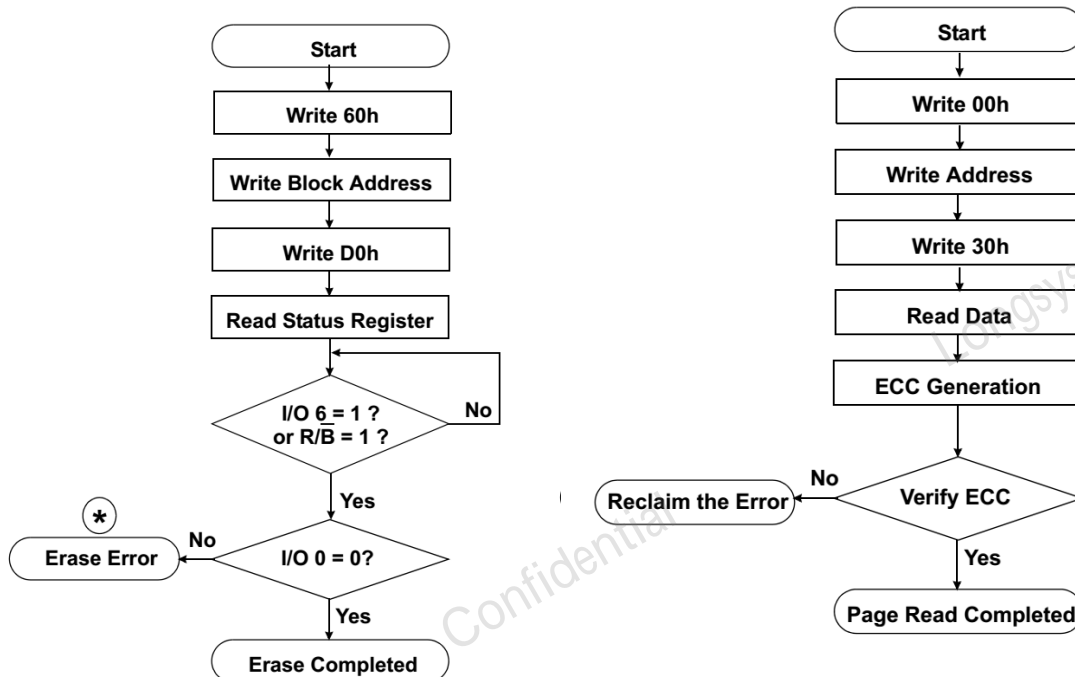 Start
Write 60h
Write Block Address
Write D0h
Read Status Register
I/O 6 = 1 ?
or R/B̅ = 1 ?
No
Yes
*
Erase Error
No
I/O 0 = 0?
Yes
Erase Completed
Start
Write 00h
Write Address
Write 30h
Read Data
ECC Generation
No
Reclaim the Error
Verify ECC
Yes
Page Read Completed
Longsys
Confidential